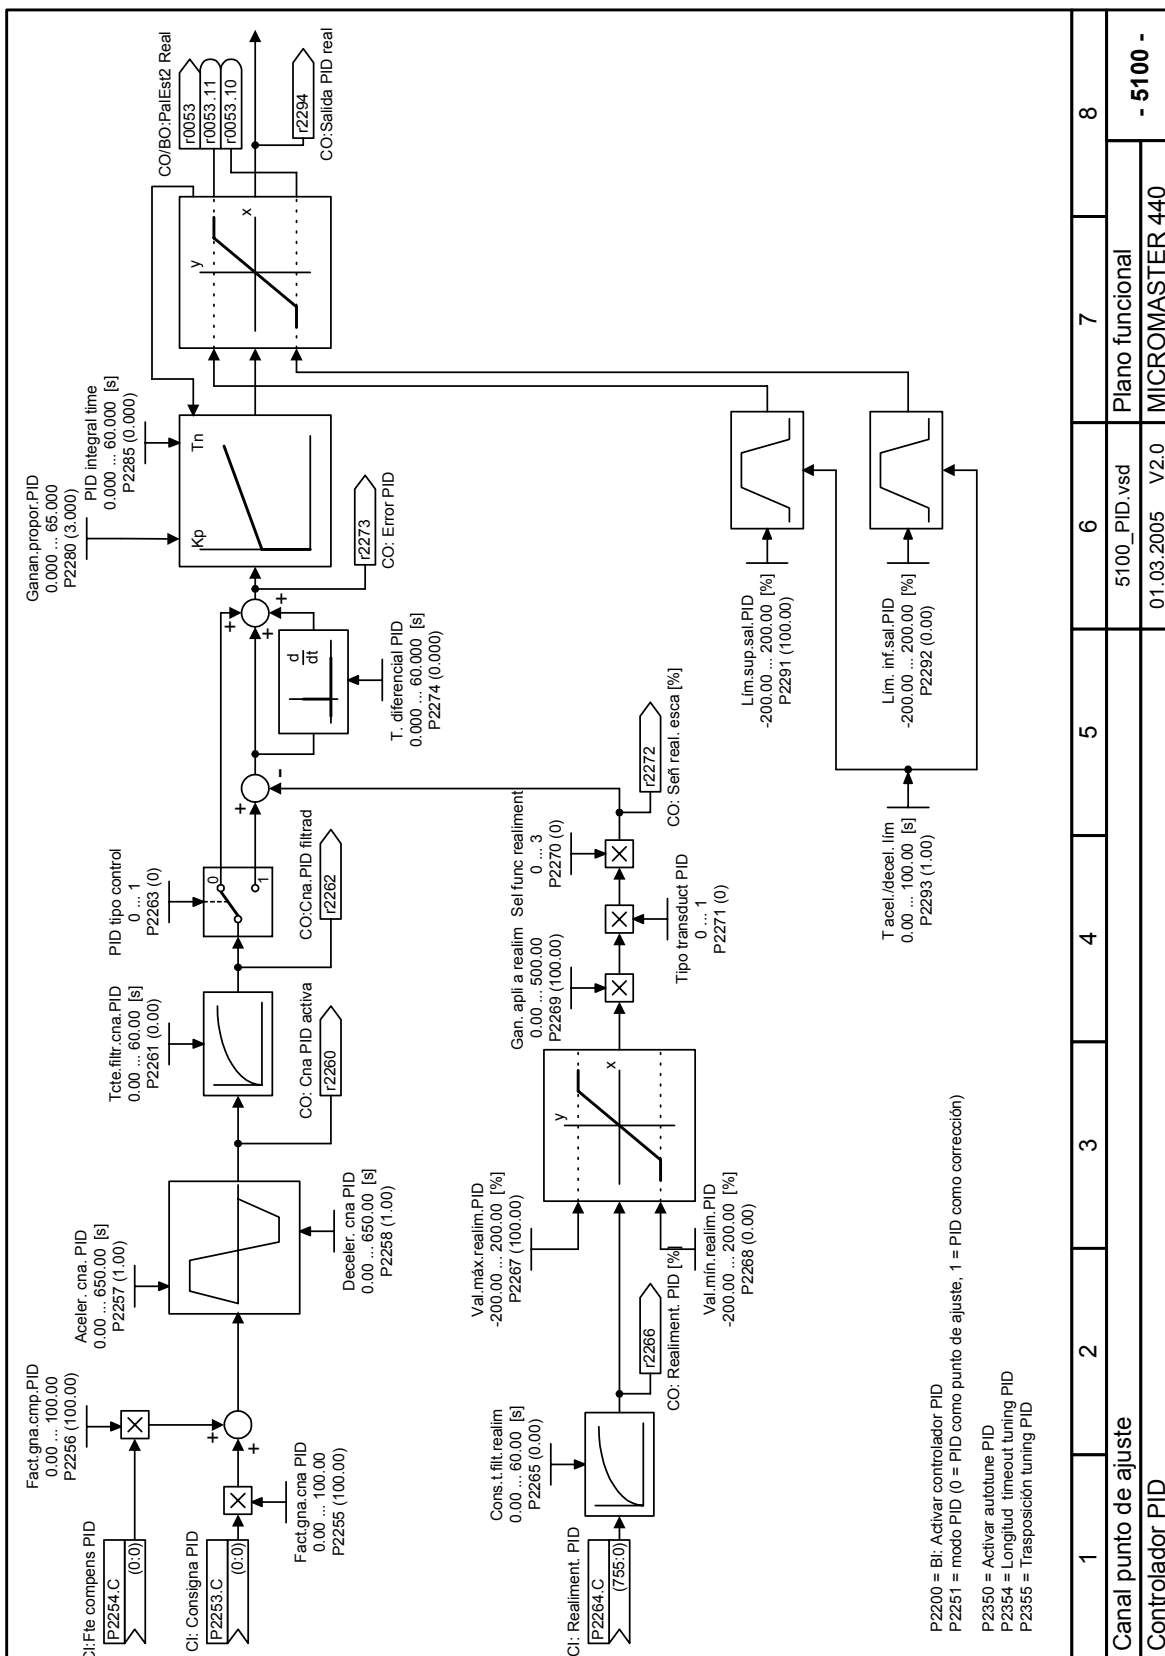 CI:Fte compens PID
P2254.C
(0:0)
CI: Consigna PID
P2253.C
(0:0)
Fact.gna.cmp.PID
0.00 ... 100.00
P2256 (100.00)
Fact.gna.cna PID
0.00 ... 100.00
P2255 (100.00)
Aceler. cna. PID
0.00 ... 650.00 [s]
P2257 (1.00)
Deceler. cna PID
0.00 ... 650.00 [s]
P2258 (1.00)
CO: Cna PID activa
r2260
Tcte.filtr.cna.PID
0.00 ... 60.00 [s]
P2261 (0.00)
CO:Cna.PID filtrad
r2262
PID tipo control
0 ... 1
P2263 (0)
0
1
d
dt
T. diferencial PID
0.000 ... 60.000 [s]
P2274 (0.000)
r2273
CO: Error PID
Ganan.propor.PID
0.000 ... 65.000
P2280 (3.000)
PID integral time
0.000 ... 60.000 [s]
P2285 (0.000)
Kp
Tn
y
x
CO/BO:PalEst2 Real
r0053
r0053.11
r0053.10
r2294
CO:Salida PID real
CI: Realiment. PID
P2264.C
(755:0)
Cons.t.filt.realim
0.00 ... 60.00 [s]
P2265 (0.00)
r2266
CO: Realiment. PID [%]
Val.máx.realim.PID
-200.00 ... 200.00 [%]
P2267 (100.00)
Val.mín.realim.PID
-200.00 ... 200.00 [%]
P2268 (0.00)
y
x
Gan. apli a realim
0.00 ... 500.00
P2269 (100.00)
Tipo transduct PID
0 ... 1
P2271 (0)
Sel func realiment
0 ... 3
P2270 (0)
r2272
CO: Señ real. esca [%]
Lím.sup.sal.PID
-200.00 ... 200.00 [%]
P2291 (100.00)
Lím. inf.sal.PID
-200.00 ... 200.00 [%]
P2292 (0.00)
T acel./decel. lím
0.00 ... 100.00 [s]
P2293 (1.00)
P2200 = BI: Activar controlador PID
P2251 = modo PID (0 = PID como punto de ajuste, 1 = PID como corrección)
P2350 = Activar autotune PID
P2354 = Longitud timeout tuning PID
P2355 = Trasposición tuning PID
1 2 3 4 5 6 7 8
Canal punto de ajuste
5100_PID.vsd
Plano funcional
- 5100 -
Controlador PID
01.03.2005 V2.0
MICROMASTER 440